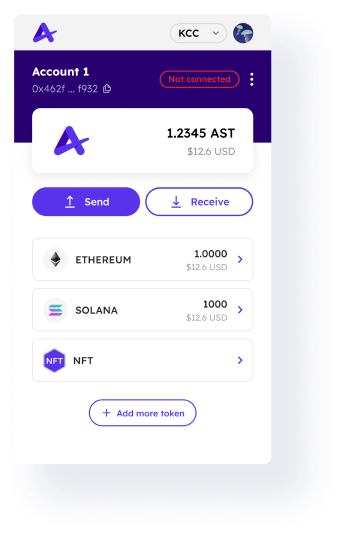 KCC
Account 1
0x462f ... f932
Not connected
1.2345 AST
$12.6 USD
Send
Receive
ETHEREUM
1.0000
$12.6 USD
SOLANA
1000
$12.6 USD
NFT
NFT
+ Add more token